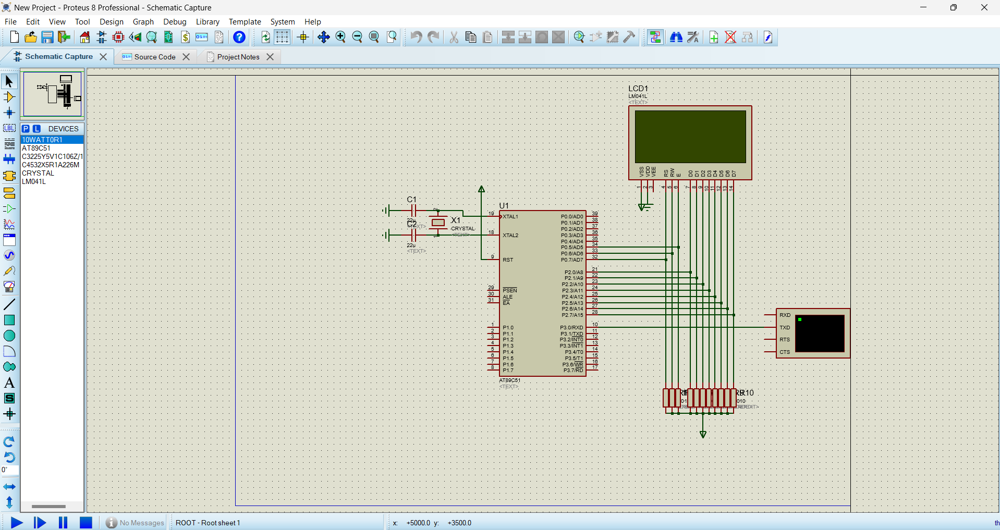 New Project - Proteus 8 Professional - Schematic Capture
File Edit View Tool Design Graph Debug Library Template System Help
Schematic Capture
Source Code
Project Notes
LBL
P L DEVICES
10WATT0R1
AT89C51
C3225Y5V1C106Z/1
C4532X5R1A226M
CRYSTAL
LM041L
A
S
0°
LCD1
LM041L
<TEXT>
VSS VDD VEE RS RW E D0 D1 D2 D3 D4 D5 D6 D7
1 2 3 4 5 6 7 8 9 10 11 12 13 14
C1
22u
<TEXT>
C2
22u
<TEXT>
X1
CRYSTAL
<TEXT>
2
1
U1
19 XTAL1
18 XTAL2
9 RST
29 PSEN
30 ALE
31 EA
1 P1.0
2 P1.1
3 P1.2
4 P1.3
5 P1.4
6 P1.5
7 P1.6
8 P1.7
P0.0/AD0 39
P0.1/AD1 38
P0.2/AD2 37
P0.3/AD3 36
P0.4/AD4 35
P0.5/AD5 34
P0.6/AD6 33
P0.7/AD7 32
P2.0/A8 21
P2.1/A9 22
P2.2/A10 23
P2.3/A11 24
P2.4/A12 25
P2.5/A13 26
P2.6/A14 27
P2.7/A15 28
P3.0/RXD 10
P3.1/TXD 11
P3.2/INT0 12
P3.3/INT1 13
P3.4/T0 14
P3.5/T1 15
P3.6/WR 16
P3.7/RD 17
AT89C51
<TEXT>
RXD
TXD
RTS
CTS
R10
No Messages
ROOT - Root sheet 1
x: +5000.0 y: +3500.0
th